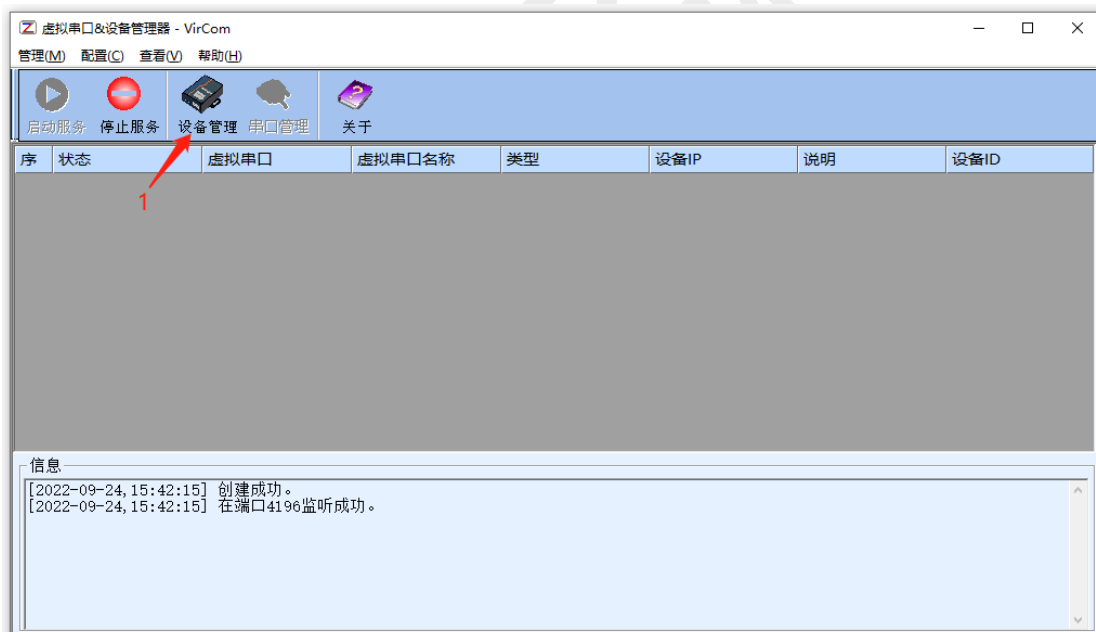 虚拟串口&设备管理器 - VirCom
管理(M) 配置(C) 查看(V) 帮助(H)
启动服务 停止服务 设备管理 串口管理 关于
序 状态 虚拟串口 虚拟串口名称 类型 设备IP 说明 设备ID
1
信息
[2022-09-24,15:42:15] 创建成功。
[2022-09-24,15:42:15] 在端口4196监听成功。